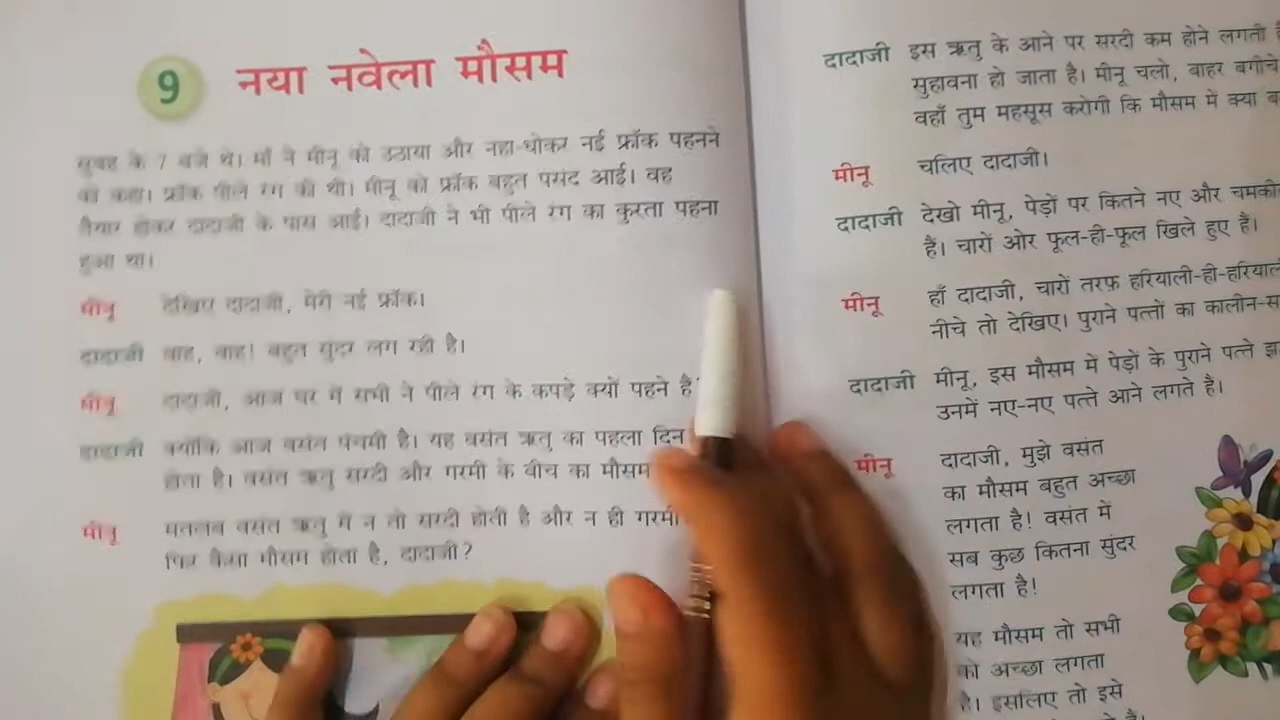 9 नया नवेला मौसम
सुबह के 7 बजे थे। माँ ने मीनू को उठाया और नहा-धोकर नई फ्रॉक पहनने
को कहा। फ्रॉक पीले रंग की थी। मीनू को फ्रॉक बहुत पसंद आई। वह
तैयार होकर दादाजी के पास आई। दादाजी ने भी पीले रंग का कुरता पहना
हुआ था।
मीनू देखिए दादाजी, मेरी नई फ्रॉक।
दादाजी वाह, वाह! बहुत सुंदर लग रही है।
मीनू दादाजी, आज घर में सभी ने पीले रंग के कपड़े क्यों पहने हैं
दादाजी क्योंकि आज वसंत पंचमी है। यह वसंत ऋतु का पहला दिन
होता है। वसंत ऋतु सरदी और गरमी के बीच का मौसम
मीनू मतलब वसंत ऋतु में न तो सरदी होती है और न ही गरमी
फिर कैसा मौसम होता है, दादाजी?
दादाजी इस ऋतु के आने पर सरदी कम होने लगती
सुहावना हो जाता है। मीनू चलो, बाहर बगीचे
वहाँ तुम महसूस करोगी कि मौसम में क्या
मीनू चलिए दादाजी।
दादाजी देखो मीनू, पेड़ों पर कितने नए और
हैं। चारों ओर फूल-ही-फूल खिले हुए हैं।
मीनू हाँ दादाजी, चारों तरफ़
नीचे तो देखिए। पुराने पत्तों का
दादाजी मीनू, इस मौसम में पेड़ों के पुराने पत्ते
उनमें नए-नए पत्ते आने लगते हैं।
मीनू दादाजी, मुझे वसंत
का मौसम बहुत अच्छा
लगता है! वसंत में
सब कुछ कितना सुंदर
लगता है!
यह मौसम तो सभी
को अच्छा लगता
है। इसलिए तो इसे